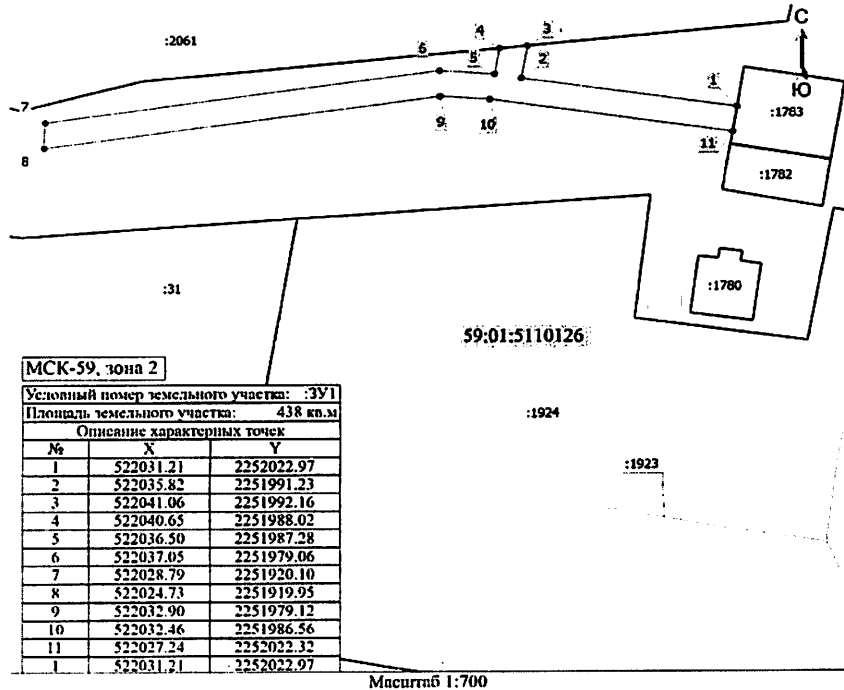 С
Ю
:2061
4
3
6
5
2
1
7
8
9
10
11
:1763
:1782
:31
:1780
59:01:5110126
:1924
:1923
МСК-59, зона 2
Условный номер земельного участка: :ЗУ1
Площадь земельного участка: 438 кв.м
Описание характерных точек
№ X Y
1 522031.21 2252022.97
2 522035.82 2251991.23
3 522041.06 2251992.16
4 522040.65 2251988.02
5 522036.50 2251987.28
6 522037.05 2251979.06
7 522028.79 2251920.10
8 522024.73 2251919.95
9 522032.90 2251979.12
10 522032.46 2251986.56
11 522027.24 2252022.32
1 522031.21 2252022.97
Масштаб 1:700